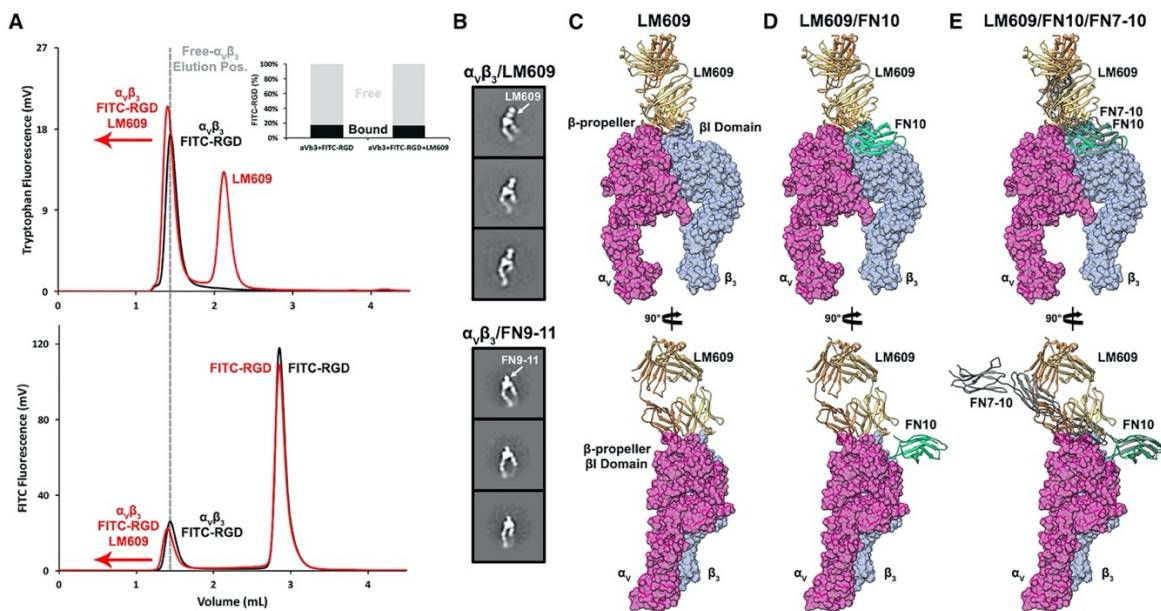 A
27
18
9
0
Tryptophan Fluorescence (mV)
Free-αvβ3
Elution Pos.
αvβ3
FITC-RGD
LM609
αvβ3
FITC-RGD
LM609
0
1
2
3
4
100%
80%
60%
40%
20%
0%
FITC-RGD (%)
Free
Bound
aVb3+FITC-RGD
aVb3+FITC-RGD+LM609
120
80
40
0
FITC Fluorescence (mV)
FITC-RGD
FITC-RGD
αvβ3
FITC-RGD
LM609
αvβ3
FITC-RGD
0
1
2
3
4
Volume (mL)
B
αvβ3/LM609
LM609
αvβ3/FN9-11
FN9-11
C
LM609
LM609
β-propeller
βI Domain
αv
β3
90°
LM609
β-propeller
βI Domain
αv
β3
D
LM609/FN10
LM609
FN10
αv
β3
90°
LM609
FN10
αv
β3
E
LM609/FN10/FN7-10
LM609
FN7-10
FN10
αv
β3
90°
LM609
FN7-10
FN10
αv
β3